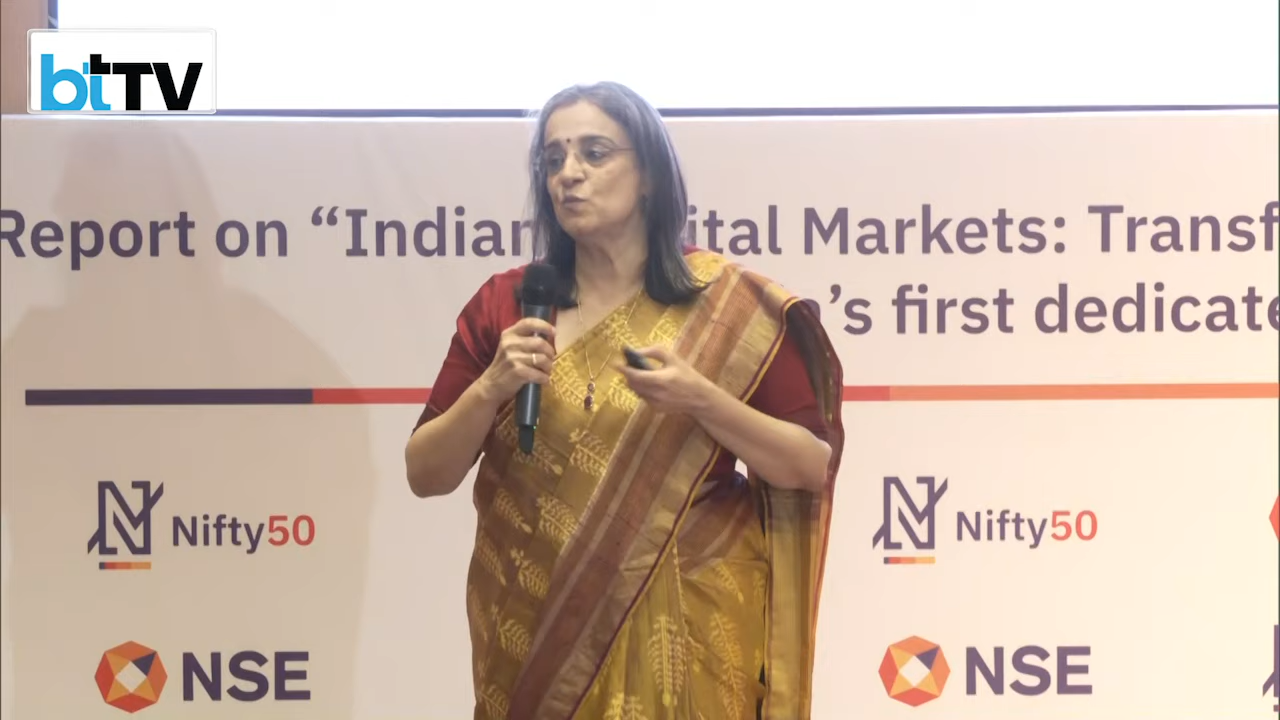 btTV
Report on “Indian ital Markets: Transf
’s first dedicate
Nifty50
Nifty50
NSE
NSE